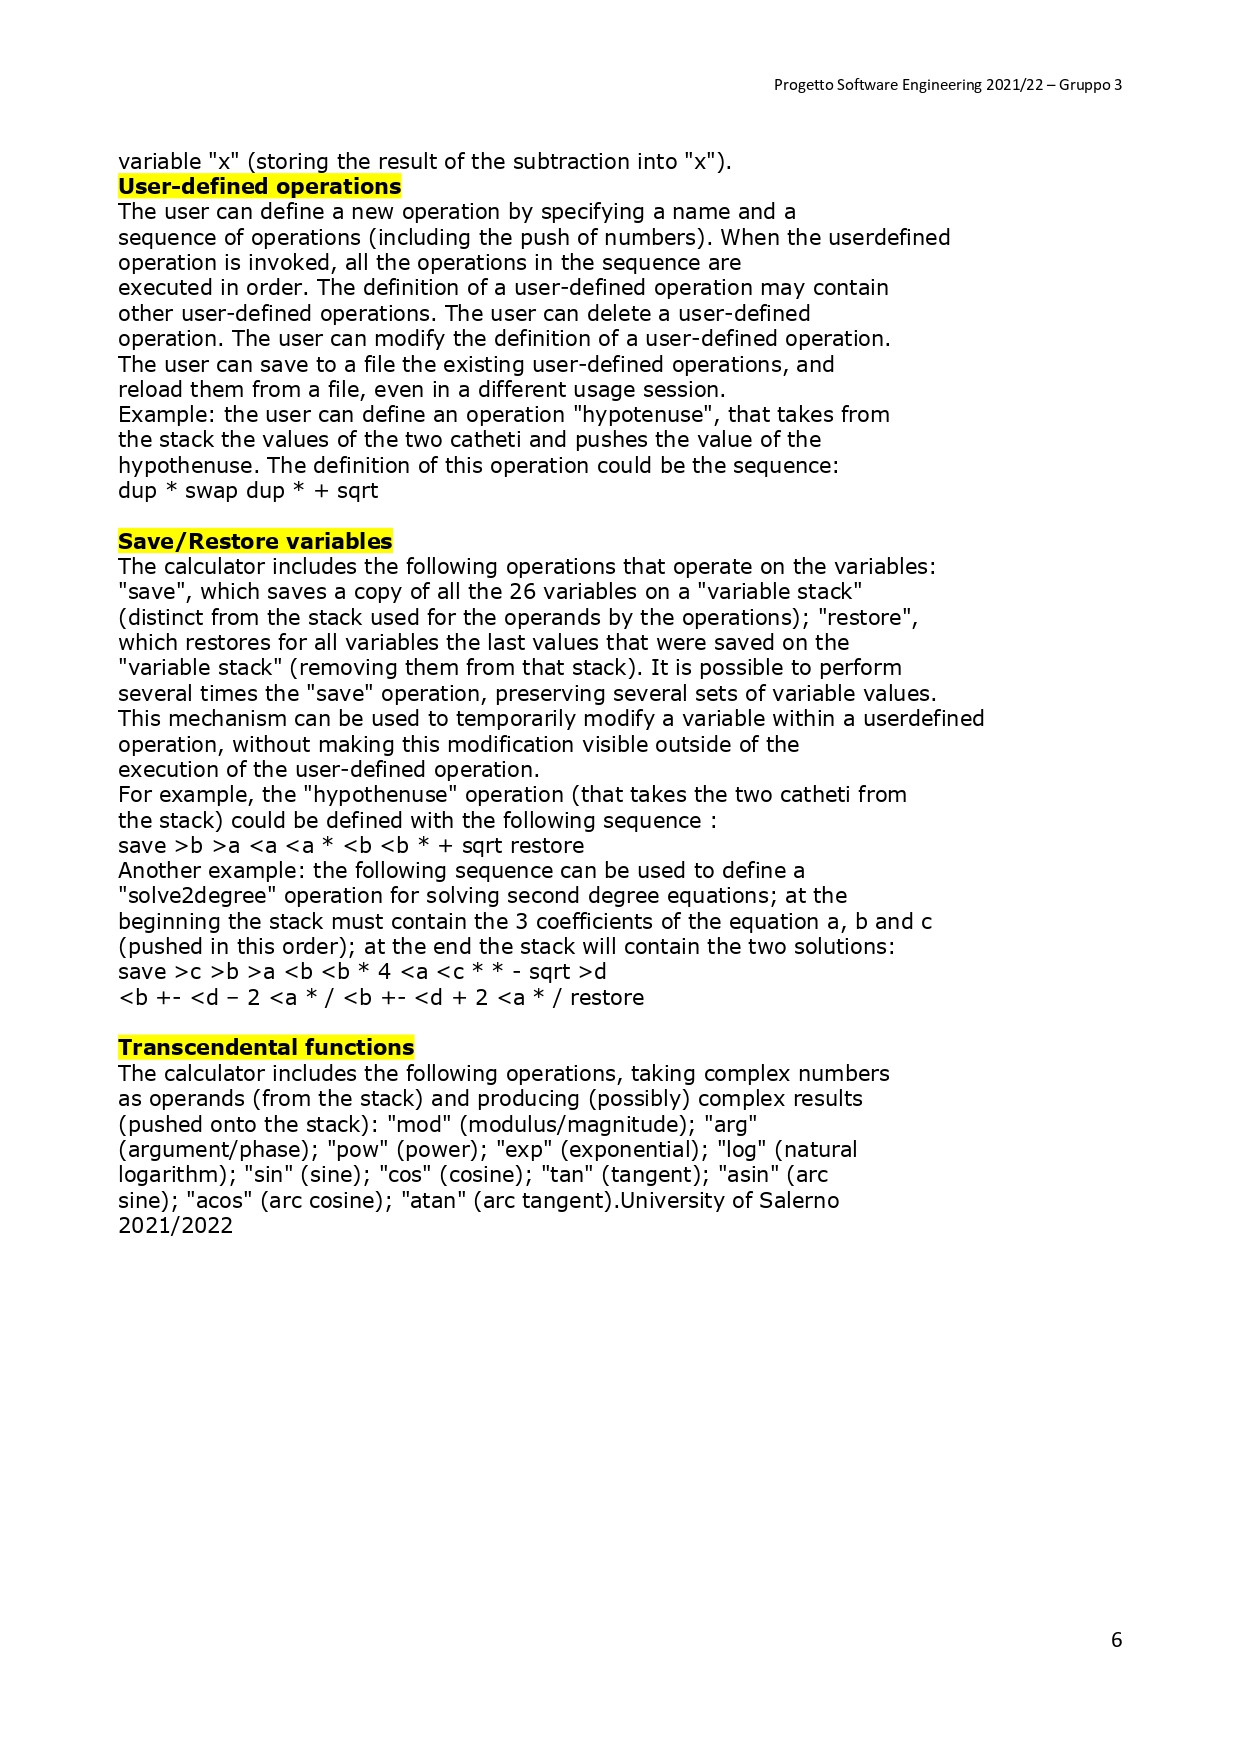 Progetto Software Engineering 2021/22 – Gruppo 3
variable "x" (storing the result of the subtraction into "x").
User-defined operations
The user can define a new operation by specifying a name and a
sequence of operations (including the push of numbers). When the userdefined
operation is invoked, all the operations in the sequence are
executed in order. The definition of a user-defined operation may contain
other user-defined operations. The user can delete a user-defined
operation. The user can modify the definition of a user-defined operation.
The user can save to a file the existing user-defined operations, and
reload them from a file, even in a different usage session.
Example: the user can define an operation "hypotenuse", that takes from
the stack the values of the two catheti and pushes the value of the
hypothenuse. The definition of this operation could be the sequence:
dup * swap dup * + sqrt
Save/Restore variables
The calculator includes the following operations that operate on the variables:
"save", which saves a copy of all the 26 variables on a "variable stack"
(distinct from the stack used for the operands by the operations); "restore",
which restores for all variables the last values that were saved on the
"variable stack" (removing them from that stack). It is possible to perform
several times the "save" operation, preserving several sets of variable values.
This mechanism can be used to temporarily modify a variable within a userdefined
operation, without making this modification visible outside of the
execution of the user-defined operation.
For example, the "hypothenuse" operation (that takes the two catheti from
the stack) could be defined with the following sequence :
save >b >a <a <a * <b <b * + sqrt restore
Another example: the following sequence can be used to define a
"solve2degree" operation for solving second degree equations; at the
beginning the stack must contain the 3 coefficients of the equation a, b and c
(pushed in this order); at the end the stack will contain the two solutions:
save >c >b >a <b <b * 4 <a <c * * - sqrt >d
<b +- <d – 2 <a * / <b +- <d + 2 <a * / restore
Transcendental functions
The calculator includes the following operations, taking complex numbers
as operands (from the stack) and producing (possibly) complex results
(pushed onto the stack): "mod" (modulus/magnitude); "arg"
(argument/phase); "pow" (power); "exp" (exponential); "log" (natural
logarithm); "sin" (sine); "cos" (cosine); "tan" (tangent); "asin" (arc
sine); "acos" (arc cosine); "atan" (arc tangent).University of Salerno
2021/2022
6